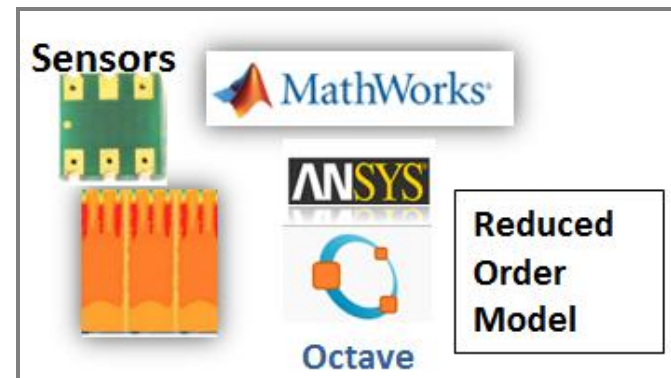 Sensors
MathWorks®
ANSYS
Reduced
Order
Model
Octave